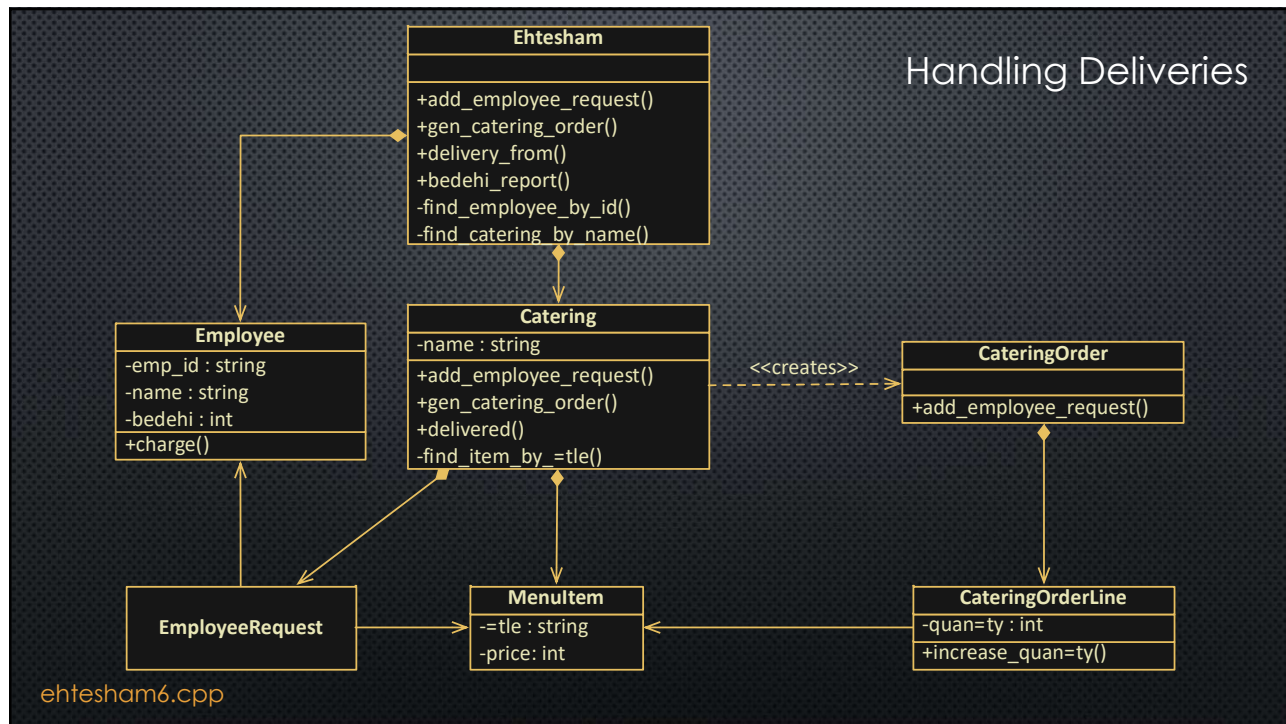 Handling Deliveries
Ehtesham
+add_employee_request()
+gen_catering_order()
+delivery_from()
+bedehi_report()
-find_employee_by_id()
-find_catering_by_name()
Employee
-emp_id : string
-name : string
-bedehi : int
+charge()
Catering
-name : string
+add_employee_request()
+gen_catering_order()
+delivered()
-find_item_by_=tle()
<<creates>>
CateringOrder
+add_employee_request()
EmployeeRequest
MenuItem
-=tle : string
-price: int
CateringOrderLine
-quan=ty : int
+increase_quan=ty()
ehtesham6.cpp